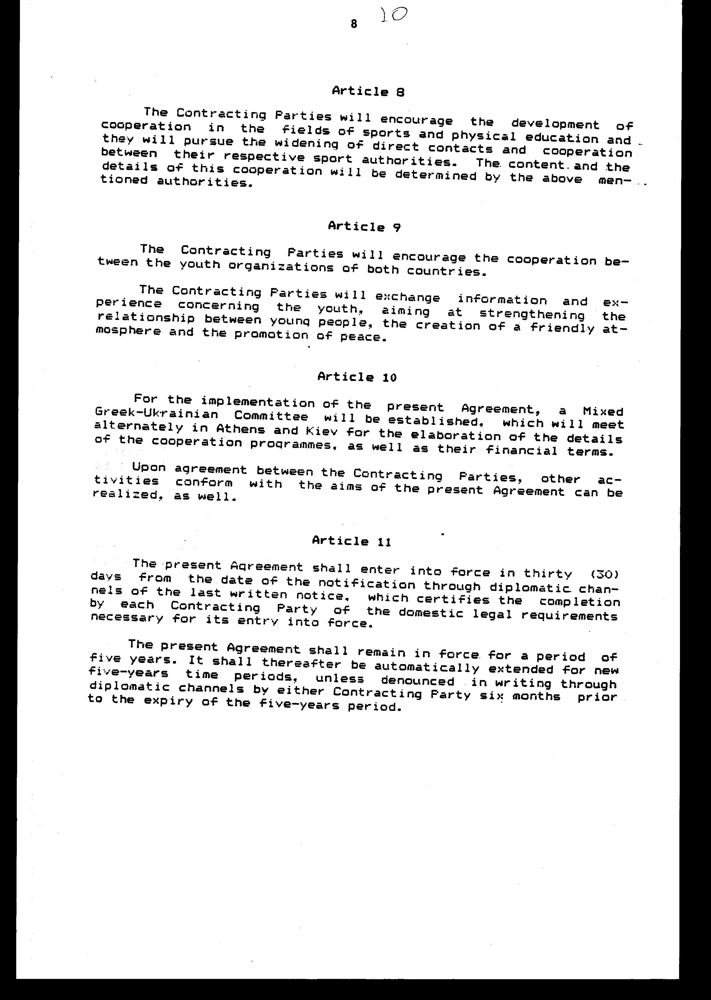 10
8
Article 8
The Contracting Parties will encourage the development of
cooperation in the fields of sports and physical education and
they will pursue the widening of direct contacts and cooperation
between their respective sport authorities. The content and the
details of this cooperation will be determined by the above men-
tioned authorities.
Article 9
The Contracting Parties will encourage the cooperation be-
tween the youth organizations of both countries.
The Contracting Parties will exchange information and ex-
perience concerning the youth, aiming at strengthening the
relationship between young people, the creation of a friendly at-
mosphere and the promotion of peace.
Article 10
For the implementation of the present Agreement, a Mixed
Greek-Ukrainian Committee will be established, which will meet
alternately in Athens and Kiev for the elaboration of the details
of the cooperation programmes, as well as their financial terms.
Upon agreement between the Contracting Parties, other ac-
tivities conform with the aims of the present Agreement can be
realized, as well.
Article 11
The present Agreement shall enter into force in thirty (30)
days from the date of the notification through diplomatic chan-
nels of the last written notice, which certifies the completion
by each Contracting Party of the domestic legal requirements
necessary for its entry into force.
The present Agreement shall remain in force for a period of
five years. It shall thereafter be automatically extended for new
five-years time periods, unless denounced in writing through
diplomatic channels by either Contracting Party six months prior
to the expiry of the five-years period.